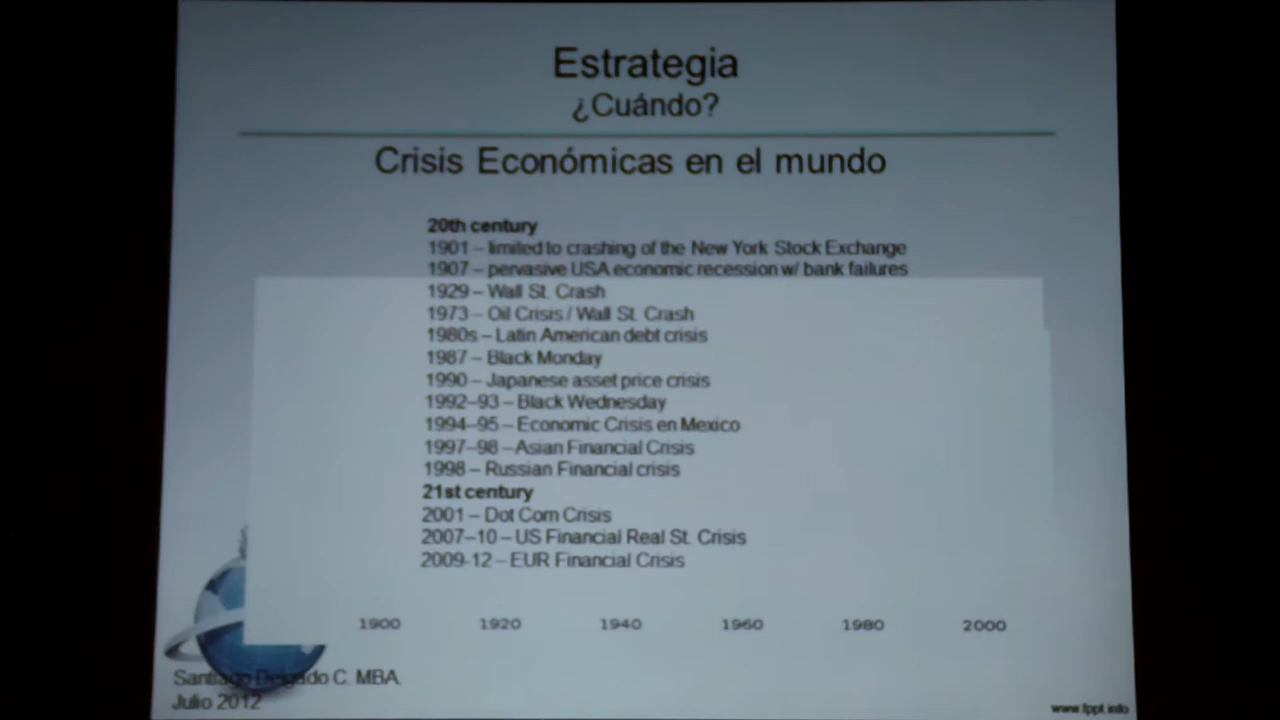 Estrategia
¿Cuándo?
Crisis Económicas en el mundo
20th century
1901 – limited to crashing of the New York Stock Exchange
1907 – pervasive USA economic recession w/ bank failures
1929 – Wall St. Crash
1973 – Oil Crisis / Wall St. Crash
1980s – Latin American debt crisis
1987 – Black Monday
1990 – Japanese asset price crisis
1992–93 – Black Wednesday
1994–95 – Economic Crisis en Mexico
1997–98 – Asian Financial Crisis
1998 – Russian Financial crisis
21st century
2001 – Dot Com Crisis
2007–10 – US Financial Real St. Crisis
2009-12 – EUR Financial Crisis
1900 1920 1940 1960 1980 2000
Santiago Delgado C. MBA.
Julio 2012
www.fppt.info